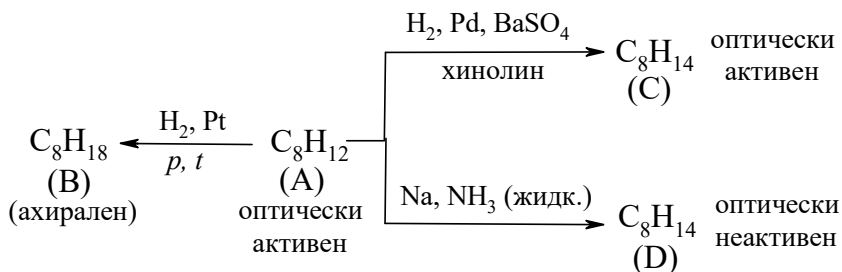 H₂, Pd, BaSO₄
хинолин
C₈H₁₄ оптически активен
(C)
H₂, Pt
p, t
C₈H₁₈
(B)
(ахирален)
C₈H₁₂
(A)
оптически
активен
Na, NH₃ (жидк.)
C₈H₁₄ оптически неактивен
(D)